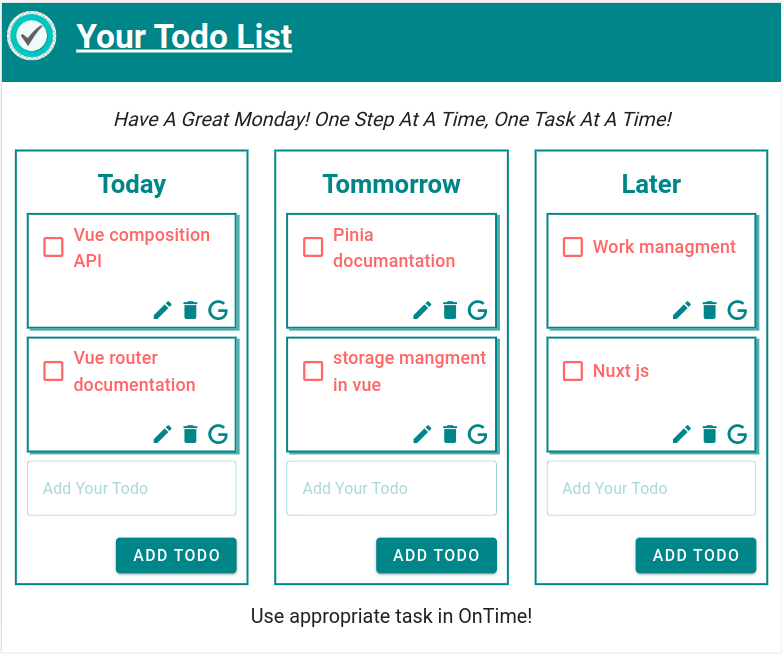 Your Todo List
Have A Great Monday! One Step At A Time, One Task At A Time!
Today
Vue composition
API
G
Vue router
documentation
G
Add Your Todo
ADD TODO
Tommorrow
Pinia
documantation
G
storage mangment
in vue
G
Add Your Todo
ADD TODO
Later
Work managment
G
Nuxt js
G
Add Your Todo
ADD TODO
Use appropriate task in OnTime!